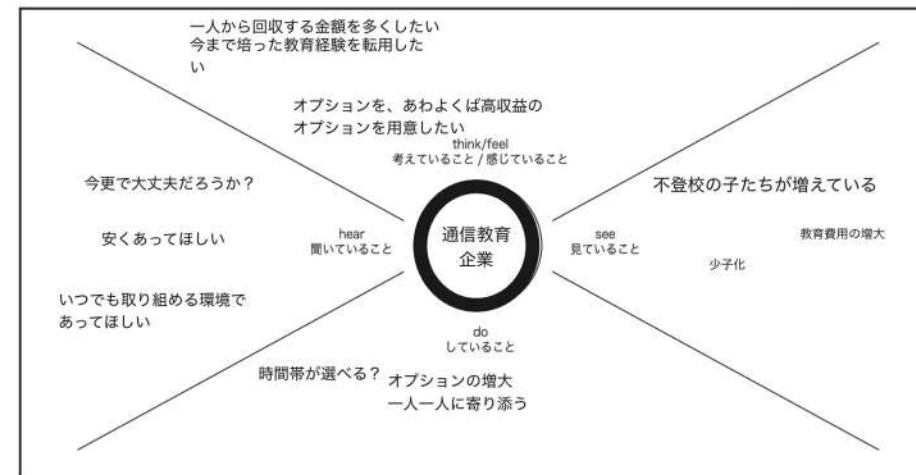 一人から回収する金額を多くしたい
今まで培った教育経験を転用した
い
オプションを、あわよくば高収益の
オプションを用意したい
think/feel
考えていること / 感じていること
今更で大丈夫だろうか？
安くあってほしい
いつでも取り組める環境で
あってほしい
hear
聞いていること
通信教育
企業
see
見ていること
不登校の子たちが増えている
教育費用の増大
少子化
do
していること
時間帯が選べる？
オプションの増大
一人一人に寄り添う